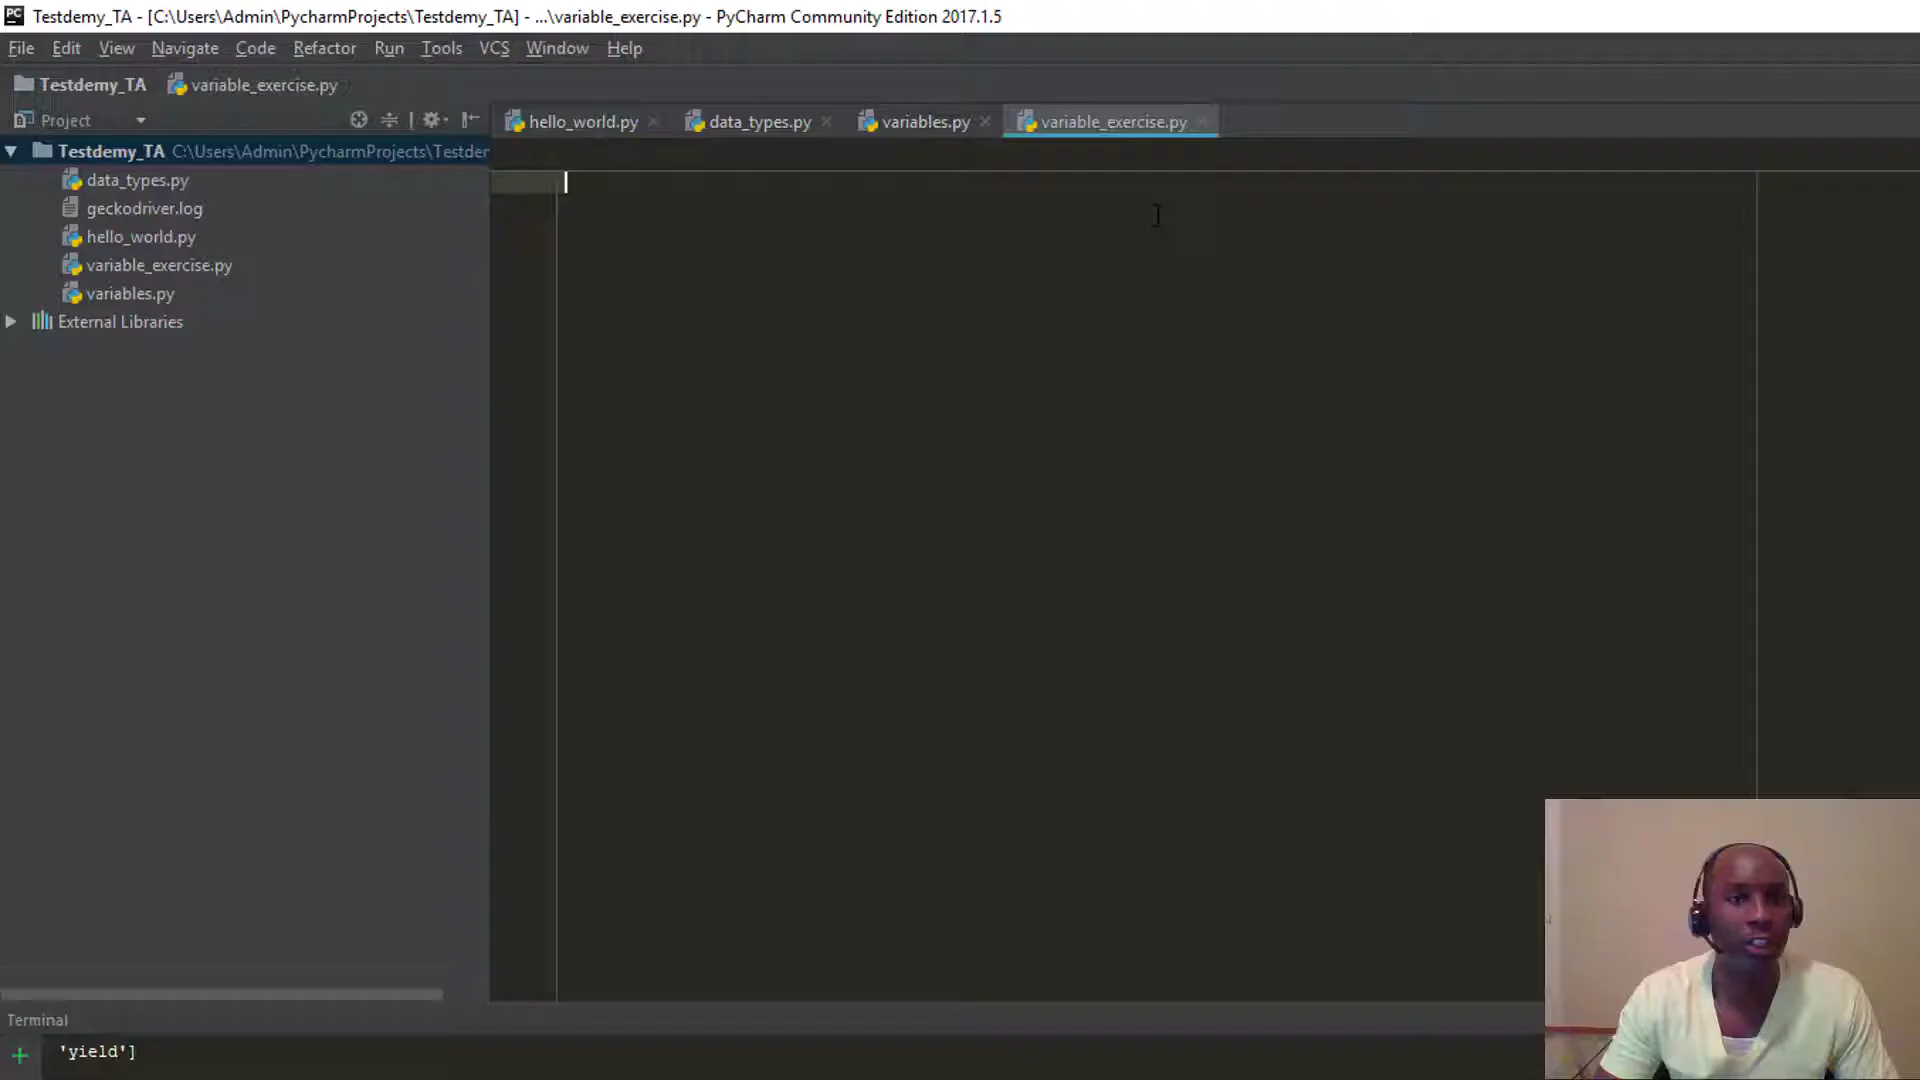 PC Testdemy_TA - [C:\Users\Admin\PycharmProjects\Testdemy_TA] - ...\variable_exercise.py - PyCharm Community Edition 2017.1.5
File Edit View Navigate Code Refactor Run Tools VCS Window Help
Testdemy_TA variable_exercise.py
Project hello_world.py data_types.py variables.py variable_exercise.py
Testdemy_TA C:\Users\Admin\PycharmProjects\Testder
data_types.py
geckodriver.log
hello_world.py
variable_exercise.py
variables.py
External Libraries
Terminal
'yield']